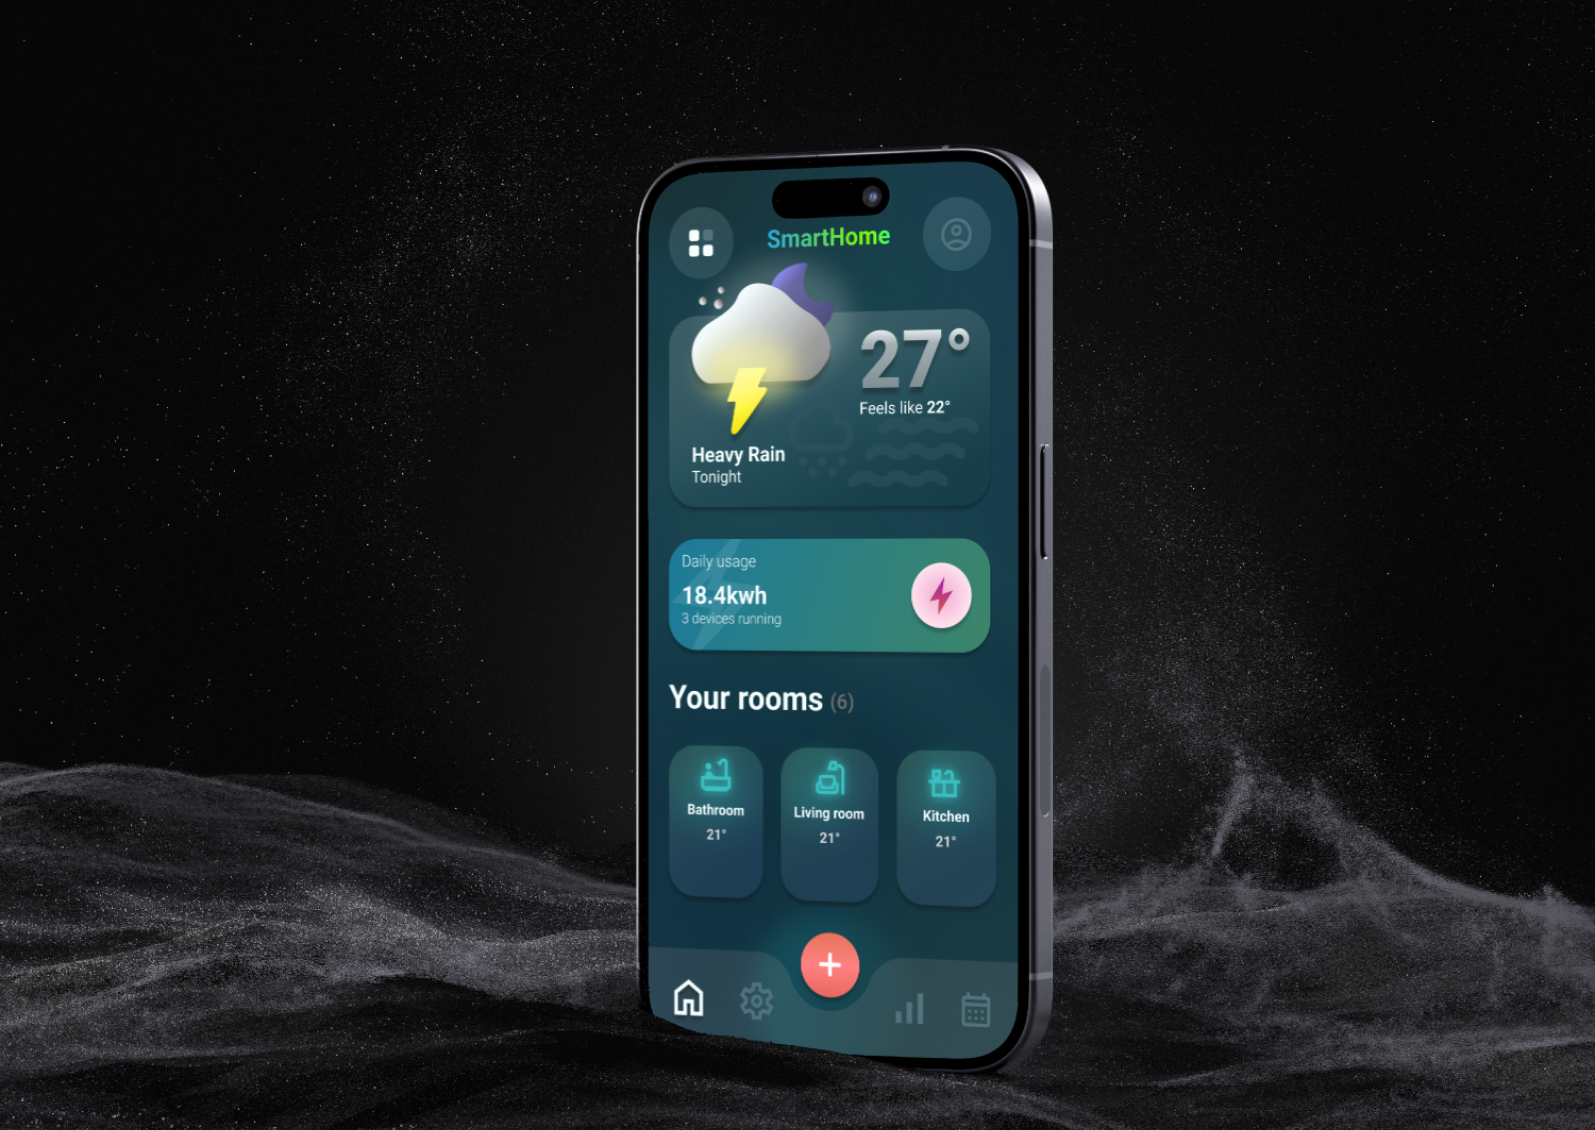 SmartHome
27°
Feels like 22°
Heavy Rain
Tonight
Daily usage
18.4kwh
3 devices running
Your rooms (6)
Bathroom
21°
Living room
21°
Kitchen
21°